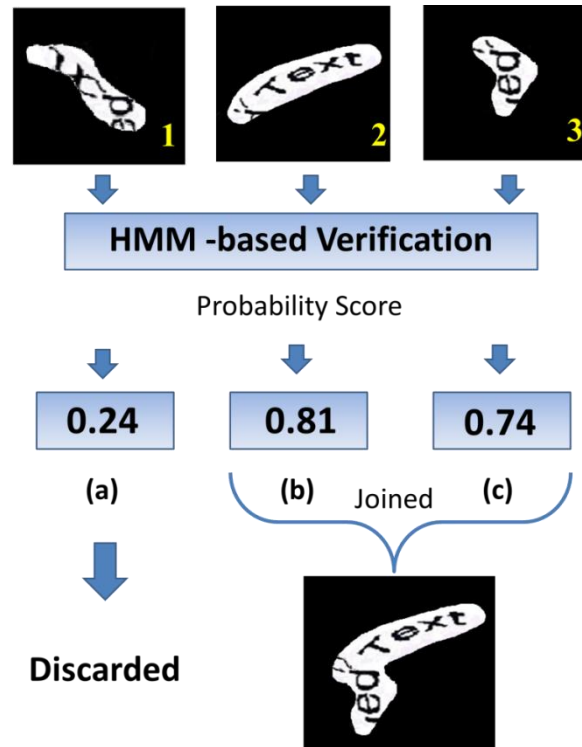 1 2 3
Text
HMM -based Verification
Probability Score
0.24 0.81 0.74
(a) (b) (c)
Joined
Discarded
Text